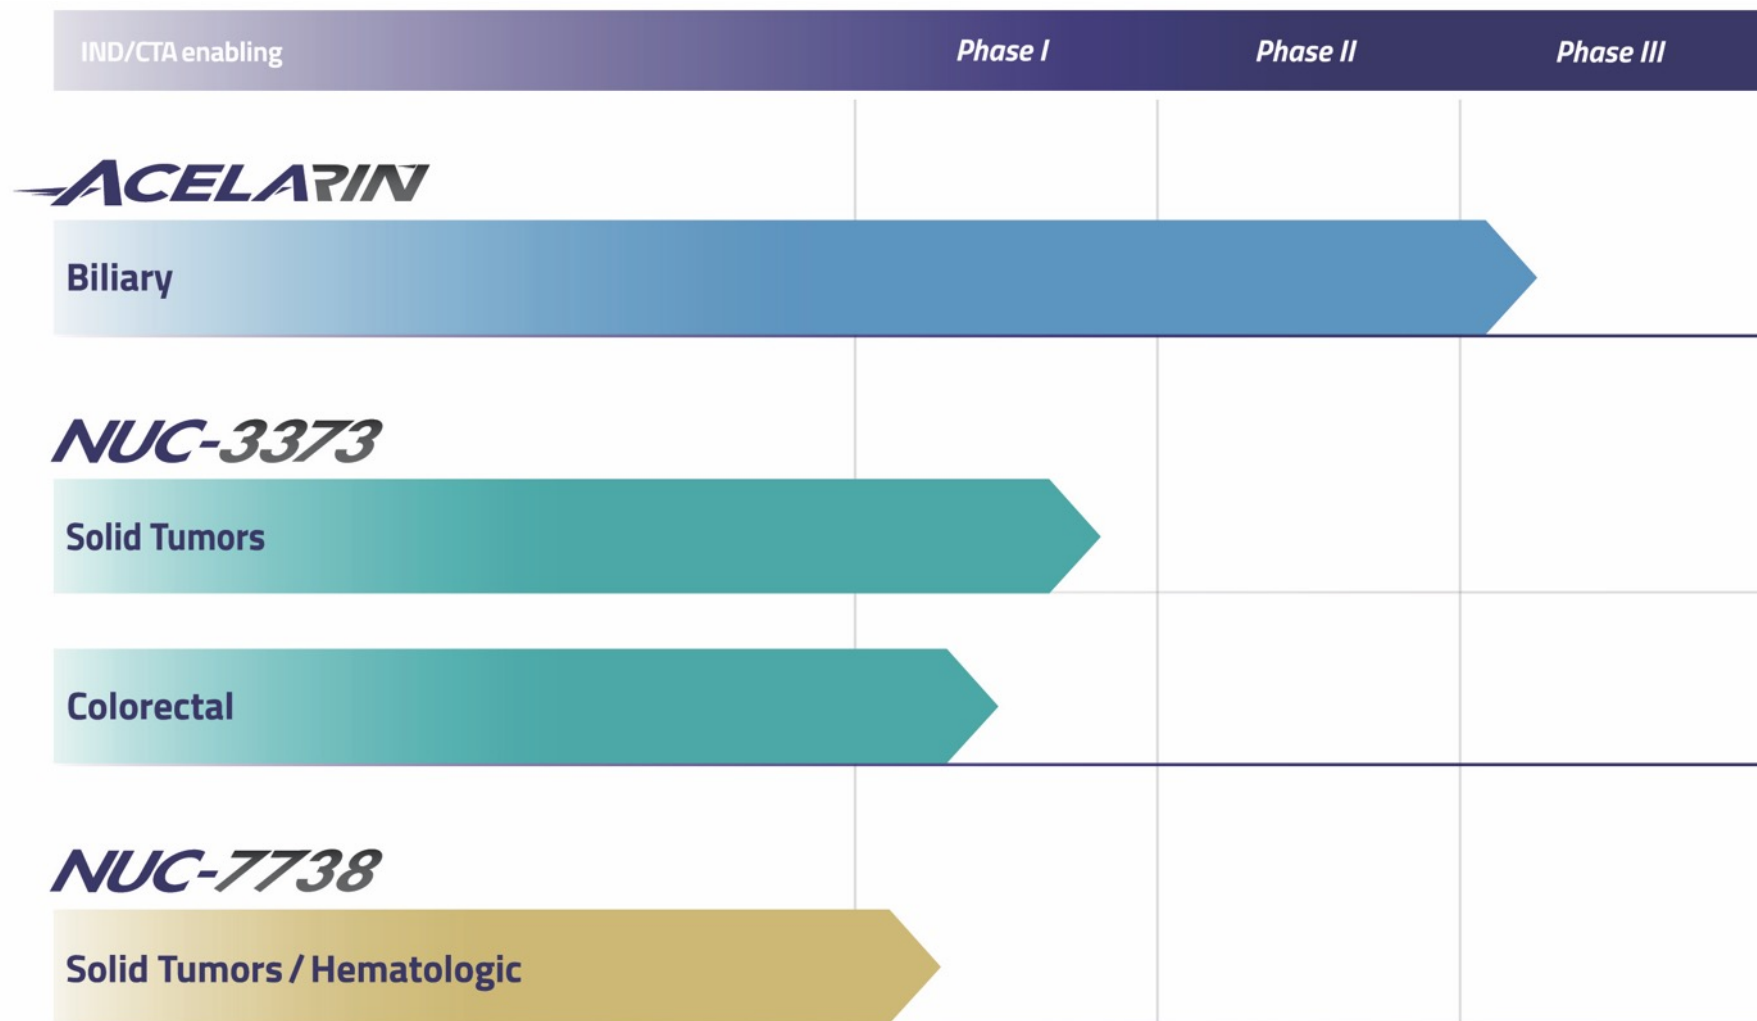 IND/CTA enabling Phase I Phase II Phase III
ACELARIN
Biliary
NUC-3373
Solid Tumors
Colorectal
NUC-7738
Solid Tumors / Hematologic